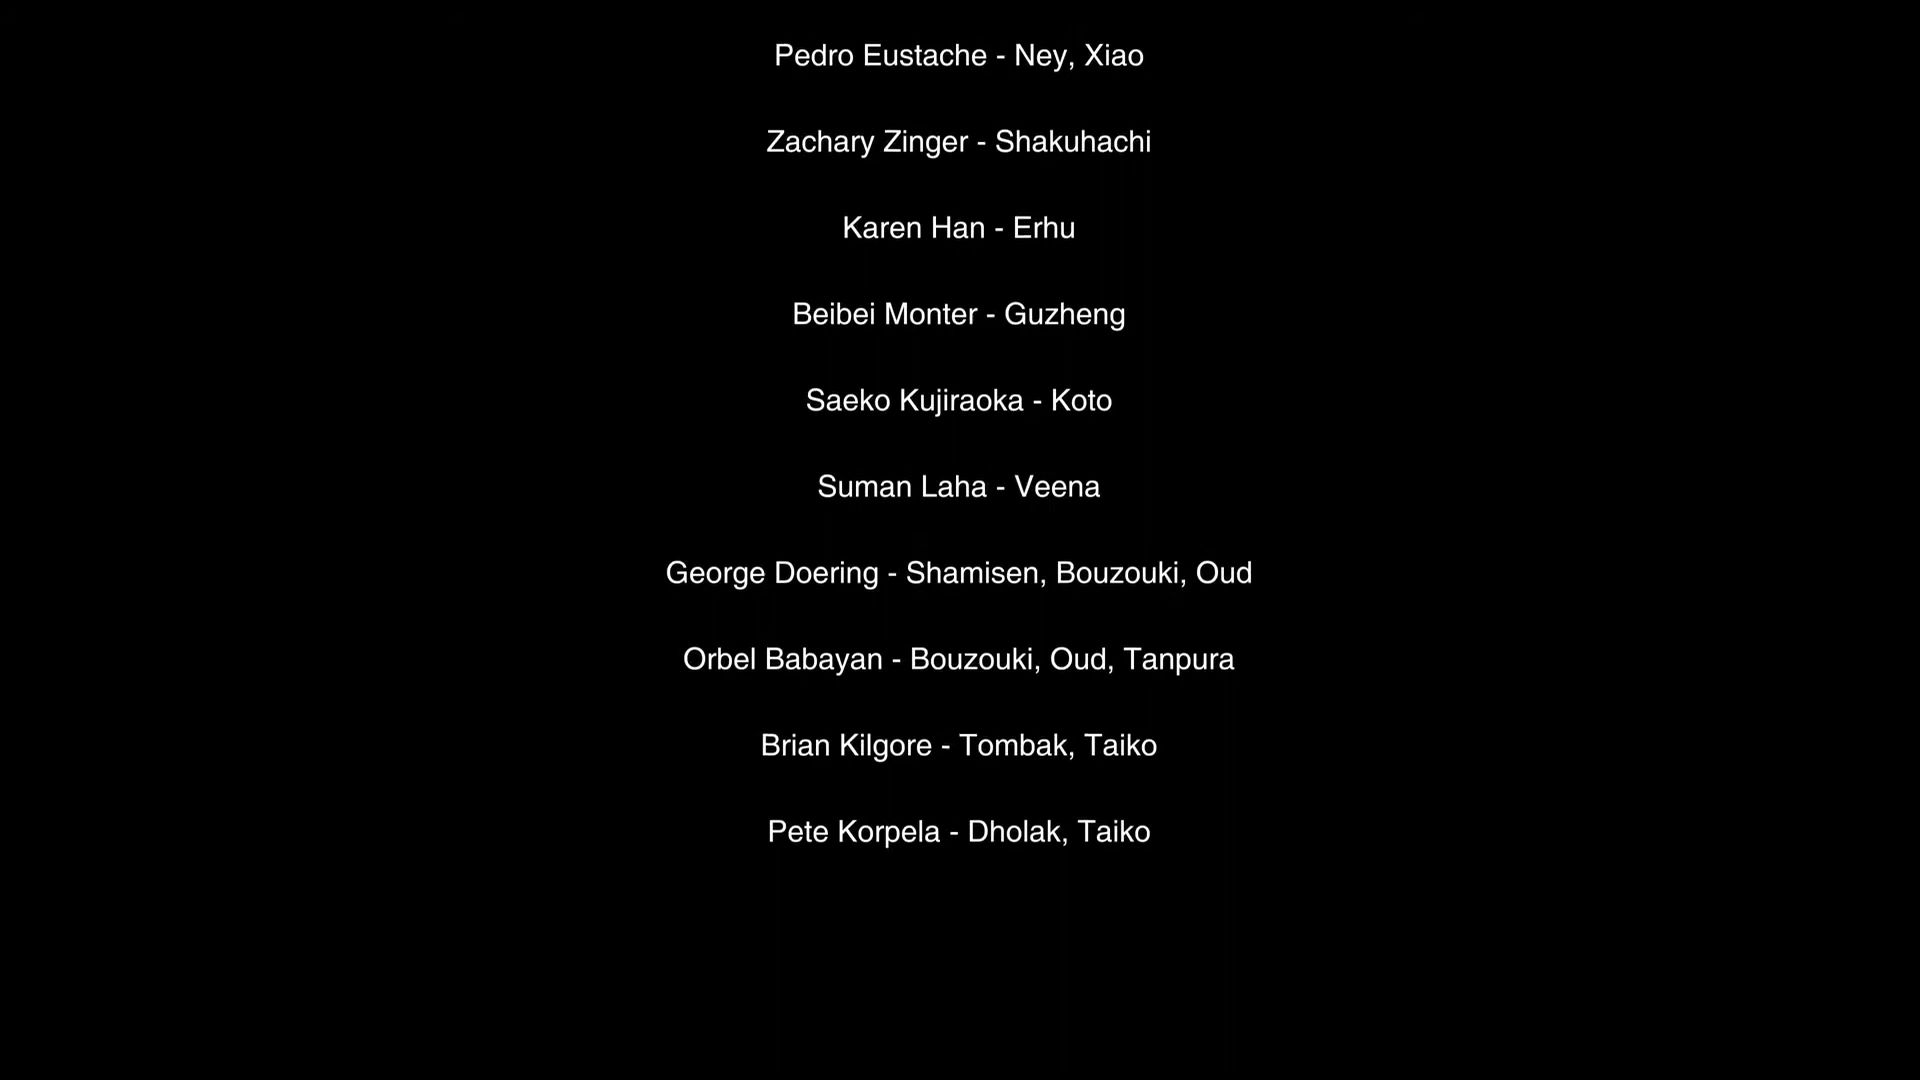 Pedro Eustache - Ney, Xiao
Zachary Zinger - Shakuhachi
Karen Han - Erhu
Beibei Monter - Guzheng
Saeko Kujiraoka - Koto
Suman Laha - Veena
George Doering - Shamisen, Bouzouki, Oud
Orbel Babayan - Bouzouki, Oud, Tanpura
Brian Kilgore - Tombak, Taiko
Pete Korpela - Dholak, Taiko